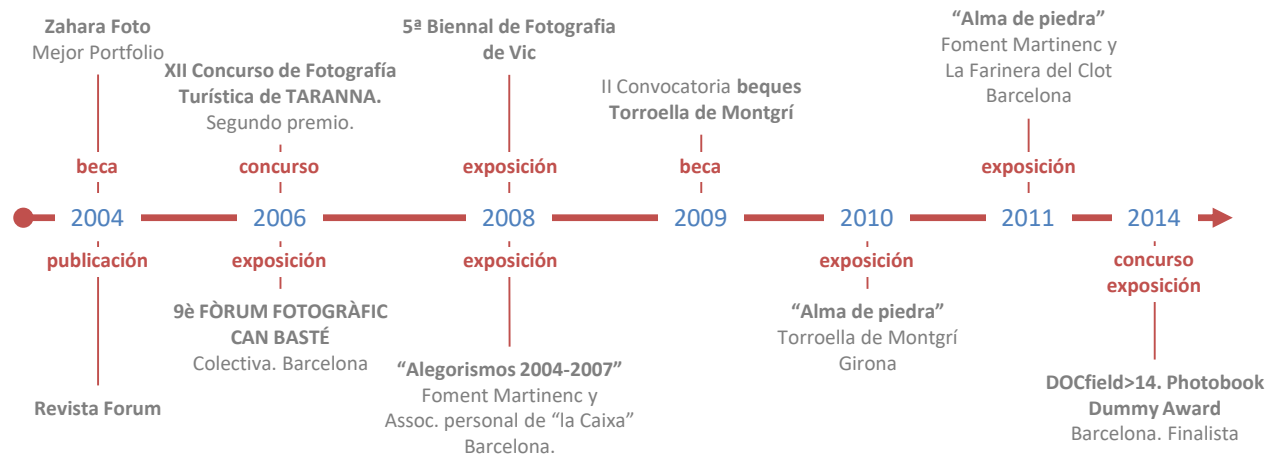 Zahara Foto
Mejor Portfolio
beca
2004
publicación
Revista Forum
XII Concurso de Fotografía
Turística de TARANNA.
Segundo premio.
concurso
2006
exposición
9è FÒRUM FOTOGRÀFIC
CAN BASTÉ
Colectiva. Barcelona
5ª Biennal de Fotografia
de Vic
exposición
2008
exposición
“Alegorismos 2004-2007”
Foment Martinenc y
Assoc. personal de “la Caixa”
Barcelona.
II Convocatoria beques
Torroella de Montgrí
beca
2009
2010
exposición
“Alma de piedra”
Torroella de Montgrí
Girona
“Alma de piedra”
Foment Martinenc y
La Farinera del Clot
Barcelona
exposición
2011
2014
concurso
exposición
DOCfield>14. Photobook
Dummy Award
Barcelona. Finalista